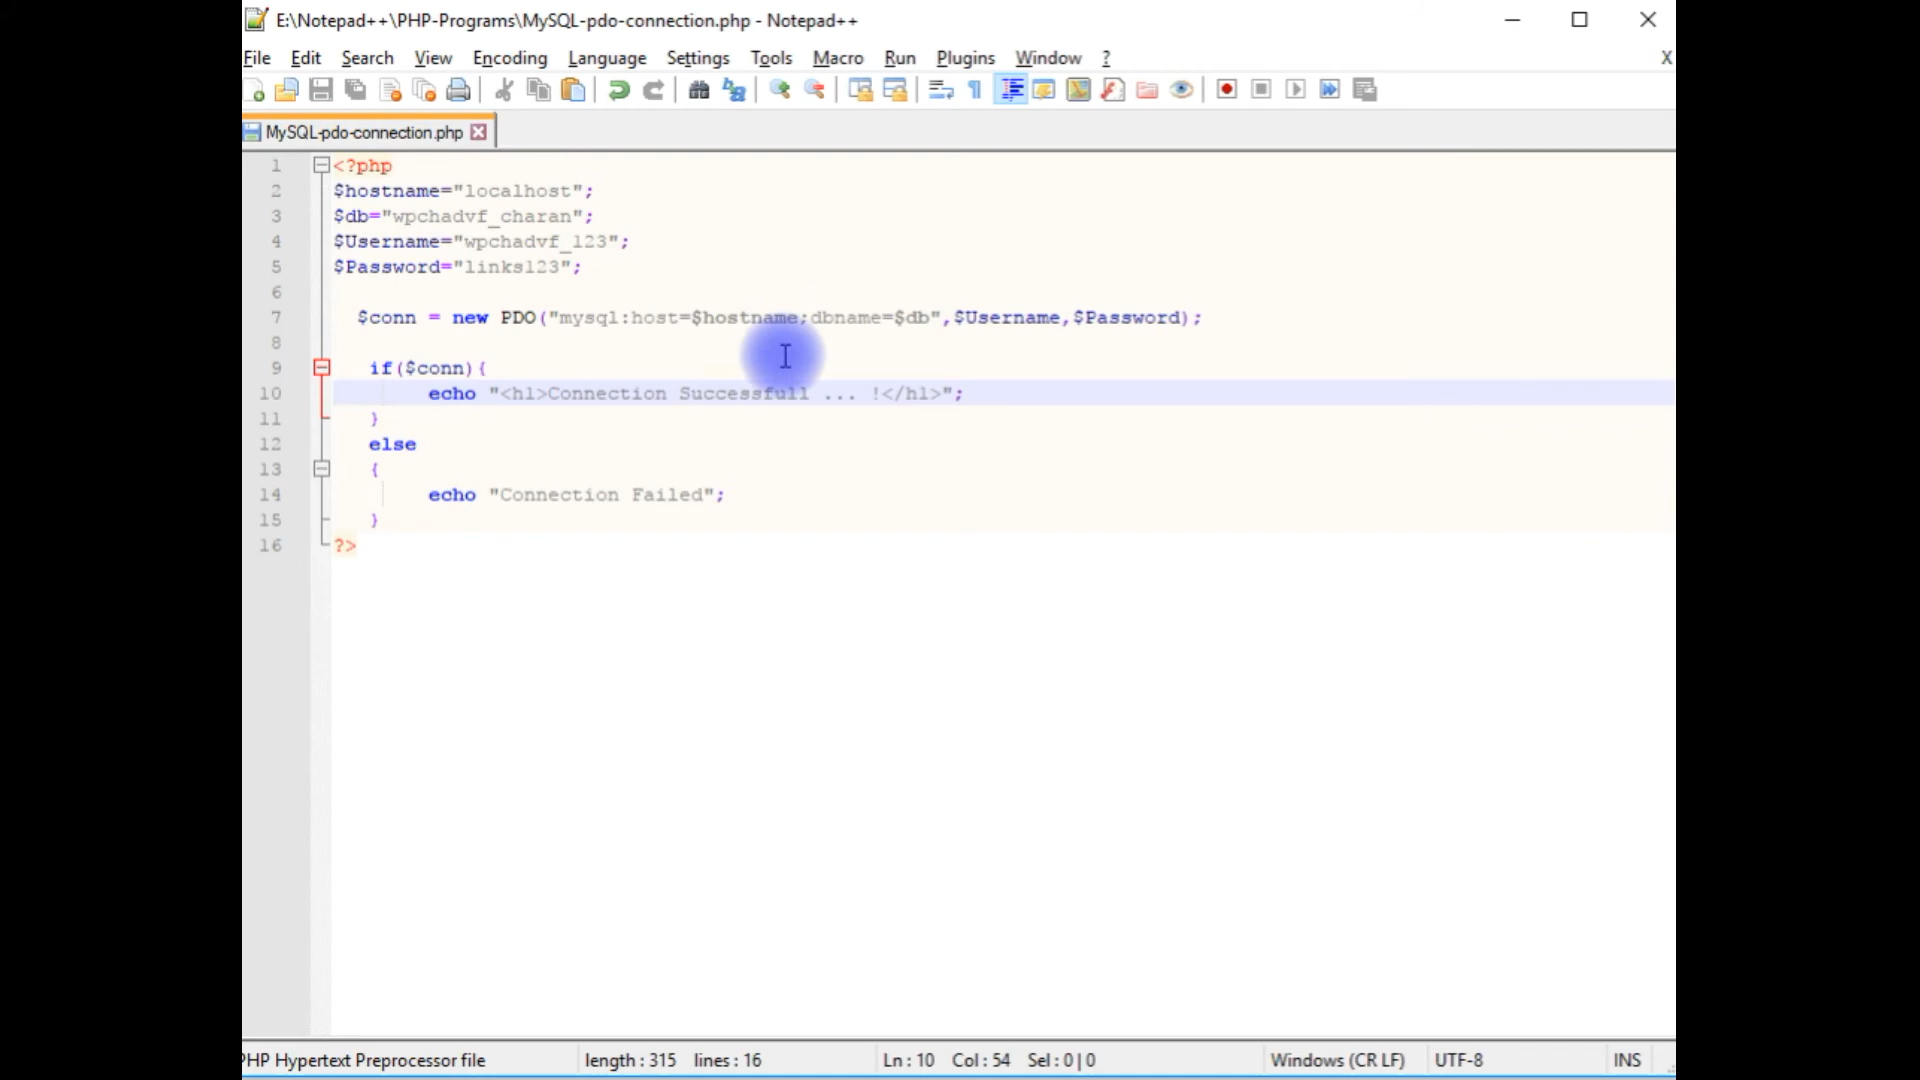 E:\Notepad++\PHP-Programs\MySQL-pdo-connection.php - Notepad++
File Edit Search View Encoding Language Settings Tools Macro Run Plugins Window ? X
MySQL-pdo-connection.php
1 <?php
2 $hostname="localhost";
3 $db="wpchadvf_charan";
4 $Username="wpchadvf_123";
5 $Password="links123";
6
7 $conn = new PDO("mysql:host=$hostname;dbname=$db",$Username,$Password);
8
9 if($conn){
10 echo "<h1>Connection Successfull ... !</h1>";
11 }
12 else
13 {
14 echo "Connection Failed";
15 }
16 ?>
PHP Hypertext Preprocessor file length : 315 lines : 16 Ln : 10 Col : 54 Sel : 0 | 0 Windows (CR LF) UTF-8 INS